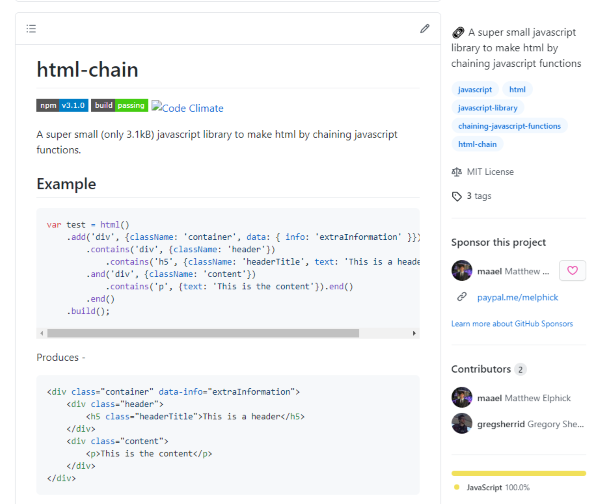 html-chain
npm v3.1.0 build passing Code Climate
A super small (only 3.1kB) javascript library to make html by chaining javascript
functions.
Example
var test = html()
    .add('div', {className: 'container', data: { info: 'extraInformation' }})
        .contains('div', {className: 'header'})
            .contains('h5', {className: 'headerTitle', text: 'This is a heade
        .and('div', {className: 'content'})
            .contains('p', {text: 'This is the content'}).end()
        .end()
    .build();
Produces -
<div class="container" data-info="extraInformation">
    <div class="header">
        <h5 class="headerTitle">This is a header</h5>
    </div>
    <div class="content">
        <p>This is the content</p>
    </div>
</div>
A super small javascript
library to make html by
chaining javascript functions
javascript html
javascript-library
chaining-javascript-functions
html-chain
MIT License
3 tags
Sponsor this project
maael Matthew ...
paypal.me/melphick
Learn more about GitHub Sponsors
Contributors 2
maael Matthew Elphick
gregsherrid Gregory She...
JavaScript 100.0%